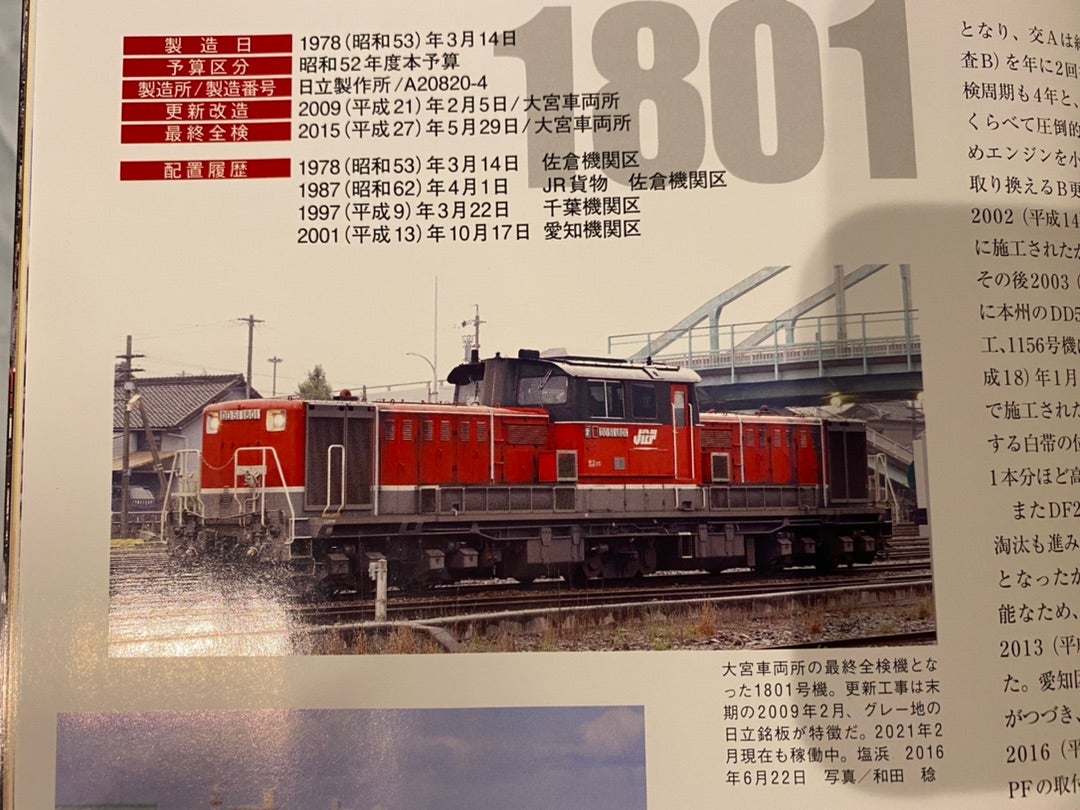 1801
製造日 1978(昭和53)年3月14日
予算区分 昭和52年度本予算
製造所/製造番号 日立製作所/A20820-4
更新改造 2009(平成21)年2月5日/大宮車両所
最終全検 2015(平成27)年5月29日/大宮車両所
配置履歴 1978(昭和53)年3月14日 佐倉機関区
1987(昭和62)年4月1日 JR貨物 佐倉機関区
1997(平成9)年3月22日 千葉機関区
2001(平成13)年10月17日 愛知機関区
DD51 1801
DD51 1801
JRF
大宮車両所の最終全検機とな
った1801号機。更新工事は末
期の2009年2月、グレー地の
日立銘板が特徴だ。2021年2
月現在も稼働中。塩浜 2016
年6月22日 写真/和田 稔
となり、交Aは
査B)を年に2回
検周期も4年と、
くらべて圧倒的
めエンジンを小
取り換えるB更
2002(平成14
に施工されたが
その後2003(
に本州のDD5
工、1156号機
成18)年1月
で施工された
する白帯の位
1本分ほど高
またDF2
淘汰も進み
となったが
能なため、
2013(平成
た。愛知区
がつづき、
2016(平
PFの取付